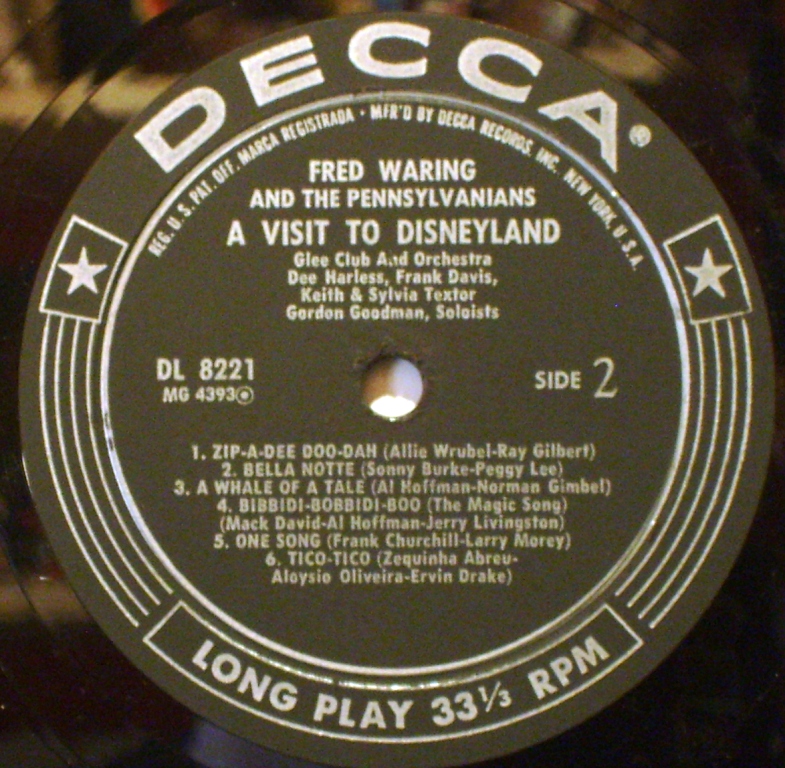 DECCA®
REG. U.S. PAT. OFF. MARCA REGISTRADA • MFR'D BY DECCA RECORDS, INC. NEW YORK, U.S.A.
FRED WARING
AND THE PENNSYLVANIANS
A VISIT TO DISNEYLAND
Glee Club And Orchestra
Dee Harless, Frank Davis,
Keith & Sylvia Textor
Gordon Goodman, Soloists
DL 8221
MG 4393
SIDE 2
1. ZIP-A-DEE DOO-DAH (Allie Wrubel-Ray Gilbert)
2. BELLA NOTTE (Sonny Burke-Peggy Lee)
3. A WHALE OF A TALE (Al Hoffman-Norman Gimbel)
4. BIBBIDI-BOBBIDI-BOO (The Magic Song)
(Mack David-Al Hoffman-Jerry Livingston)
5. ONE SONG (Frank Churchill-Larry Morey)
6. TICO-TICO (Zequinha Abreu-
Aloysio Oliveira-Ervin Drake)
LONG PLAY 33⅓ RPM